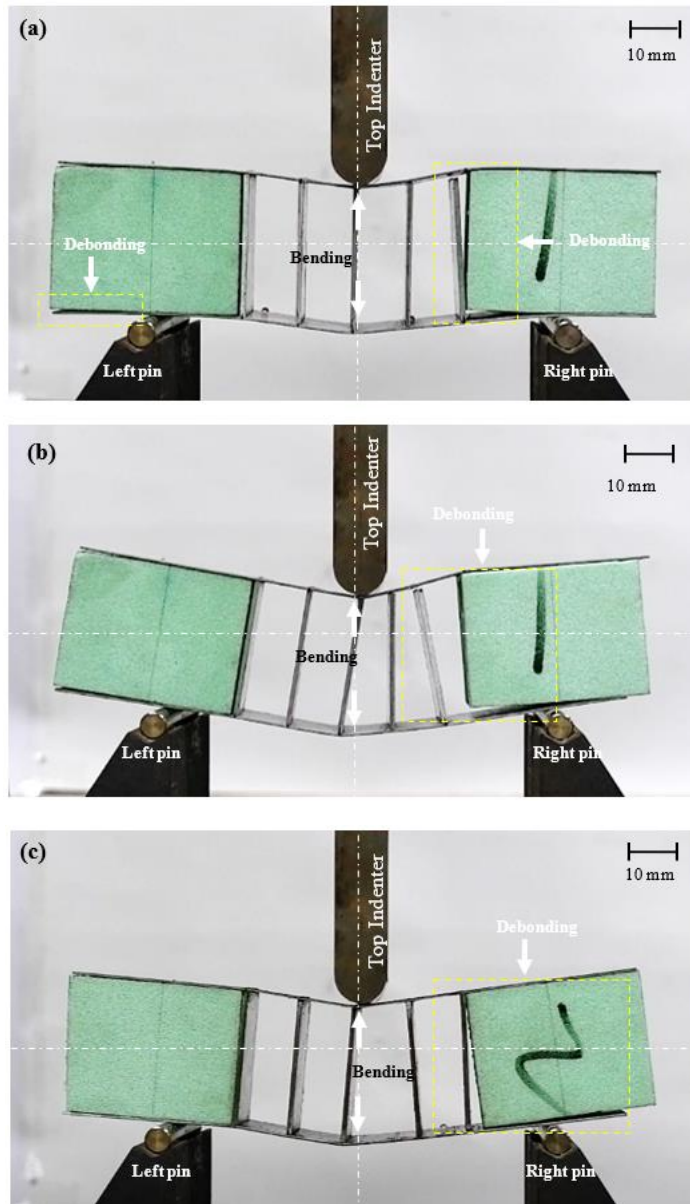 (a)
10 mm
Top Indenter
Debonding
Bending
Debonding
Left pin
Right pin
(b)
10 mm
Top Indenter
Debonding
Bending
Left pin
Right pin
(c)
10 mm
Top Indenter
Debonding
Bending
Left pin
Right pin